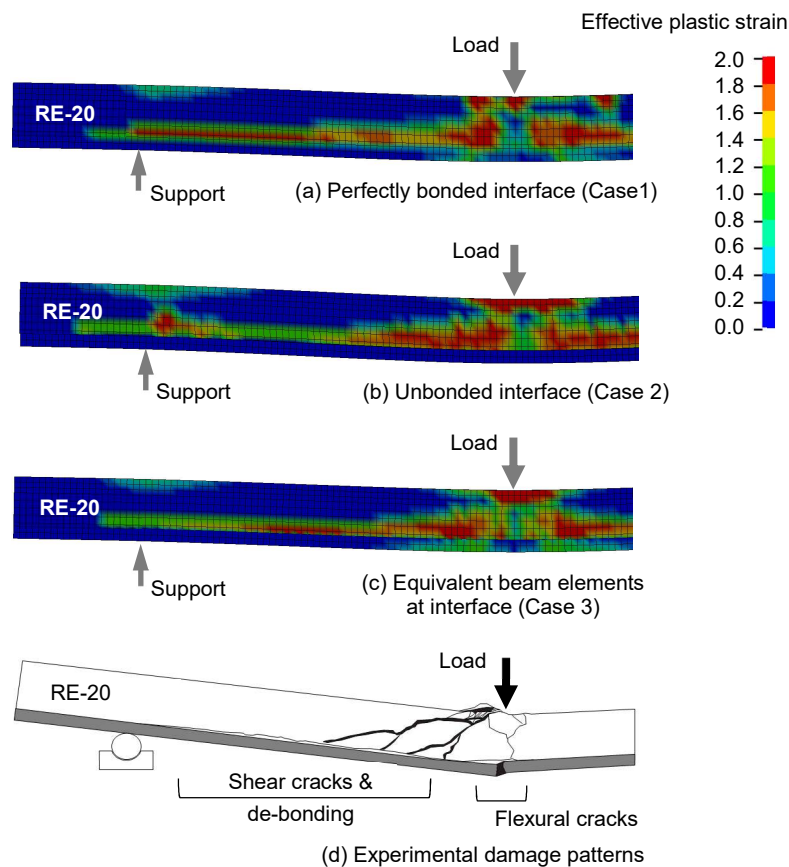 Effective plastic strain
2.0
1.8
1.6
1.4
1.2
1.0
0.8
0.6
0.4
0.2
0.0
Load
RE-20
Support
(a) Perfectly bonded interface (Case1)
Load
RE-20
Support
(b) Unbonded interface (Case 2)
Load
RE-20
Support
(c) Equivalent beam elements
at interface (Case 3)
Load
RE-20
Shear cracks &
de-bonding
Flexural cracks
(d) Experimental damage patterns